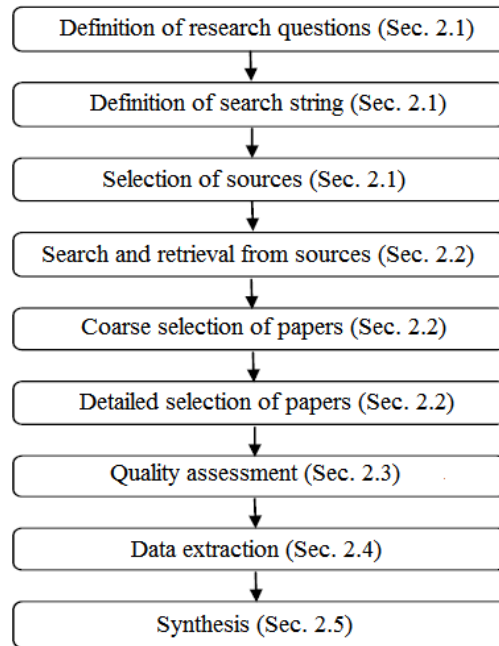 Definition of research questions (Sec. 2.1)
Definition of search string (Sec. 2.1)
Selection of sources (Sec. 2.1)
Search and retrieval from sources (Sec. 2.2)
Coarse selection of papers (Sec. 2.2)
Detailed selection of papers (Sec. 2.2)
Quality assessment (Sec. 2.3)
Data extraction (Sec. 2.4)
Synthesis (Sec. 2.5)